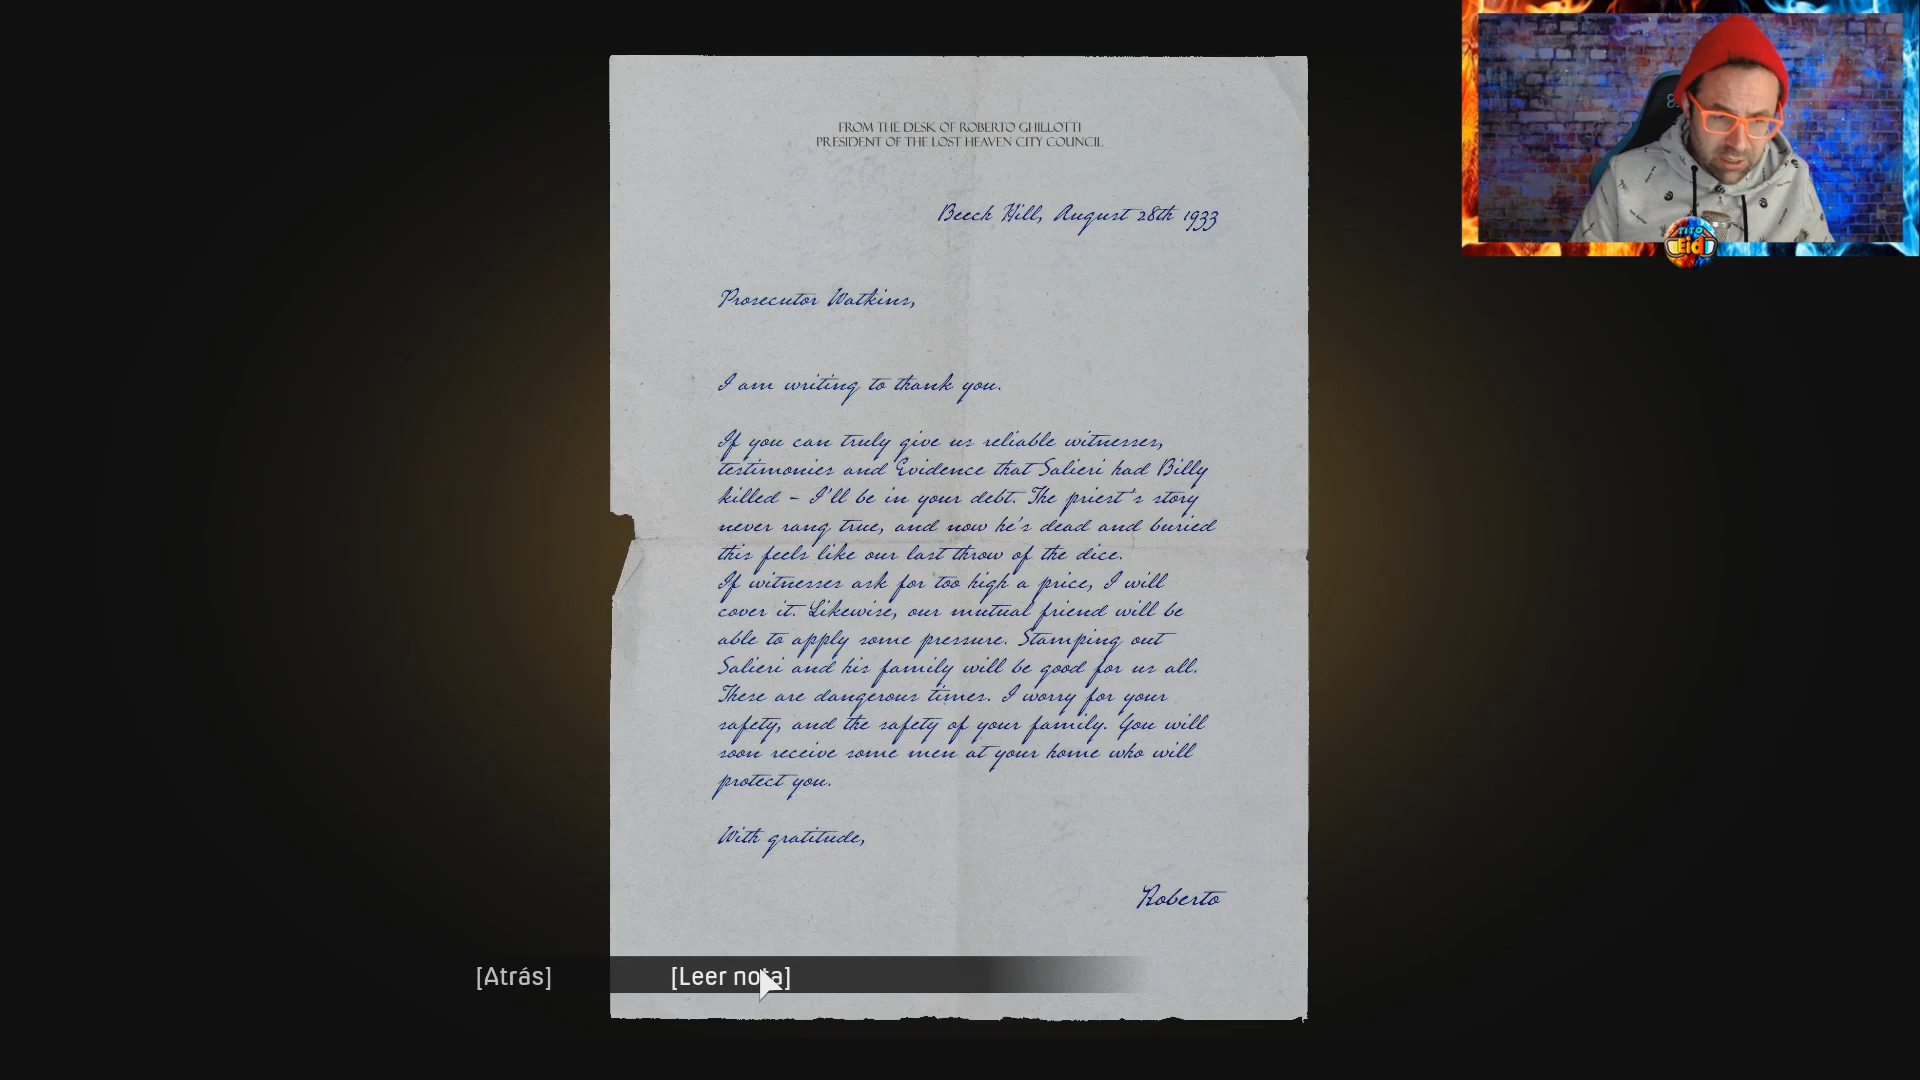 FROM THE DESK OF ROBERTO GHILLOTTI
PRESIDENT OF THE LOST HEAVEN CITY COUNCIL
Beech Hill, August 28th 1933
Prosecutor Watkins,
I am writing to thank you.
If you can truly give us reliable witnesses,
testimonies and Evidence that Salieri had Billy
killed - I'll be in your debt. The priest's story
never rang true, and now he's dead and buried
this feels like our last throw of the dice.
If witnesses ask for too high a price, I will
cover it. Likewise, our mutual friend will be
able to apply some pressure. Stamping out
Salieri and his family will be good for us all.
These are dangerous times. I worry for your
safety, and the safety of your family. You will
soon receive some men at your home who will
protect you.
With gratitude,
Roberto
[Atrás] [Leer nota]
TITO
Eid